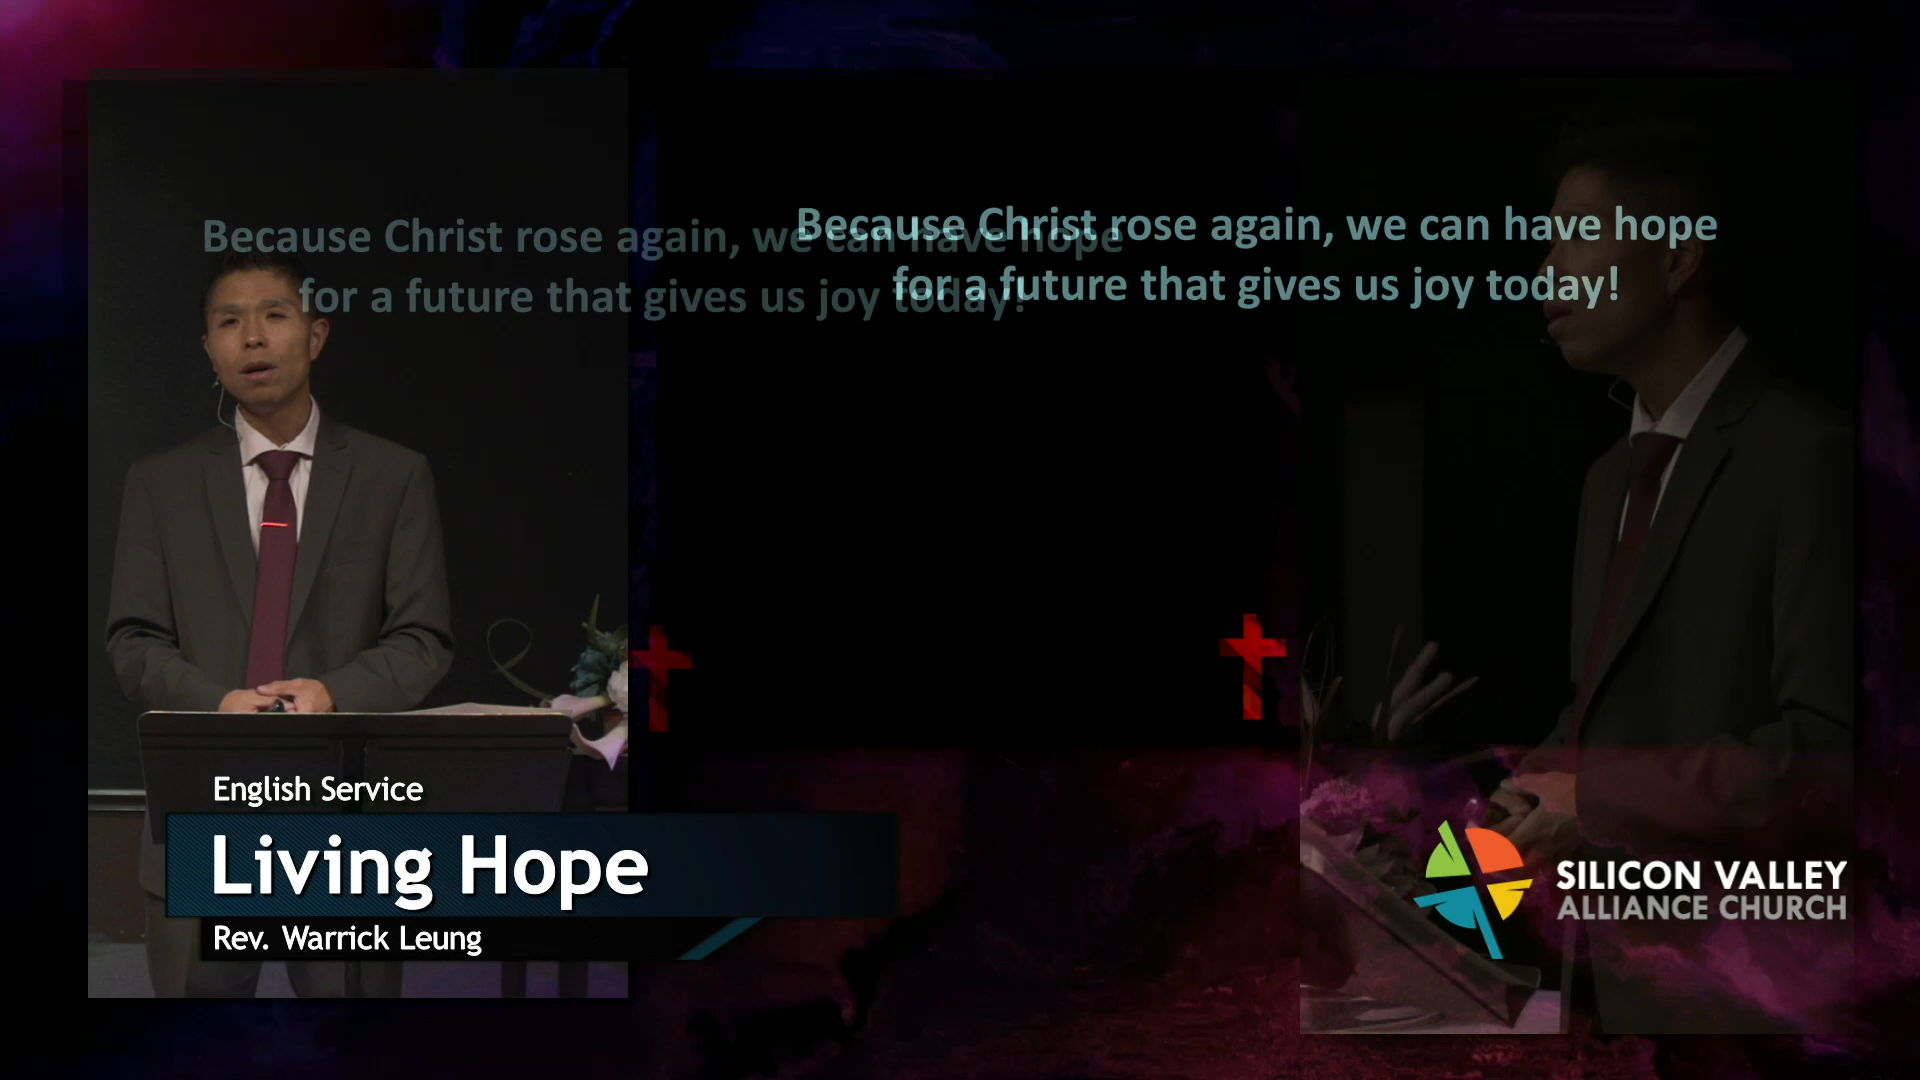 Because Christ rose again, we can have hope
for a future that gives us joy today!
Because Christ rose again, we can have hope
for a future that gives us joy today!
English Service
Living Hope
Rev. Warrick Leung
SILICON VALLEY
ALLIANCE CHURCH